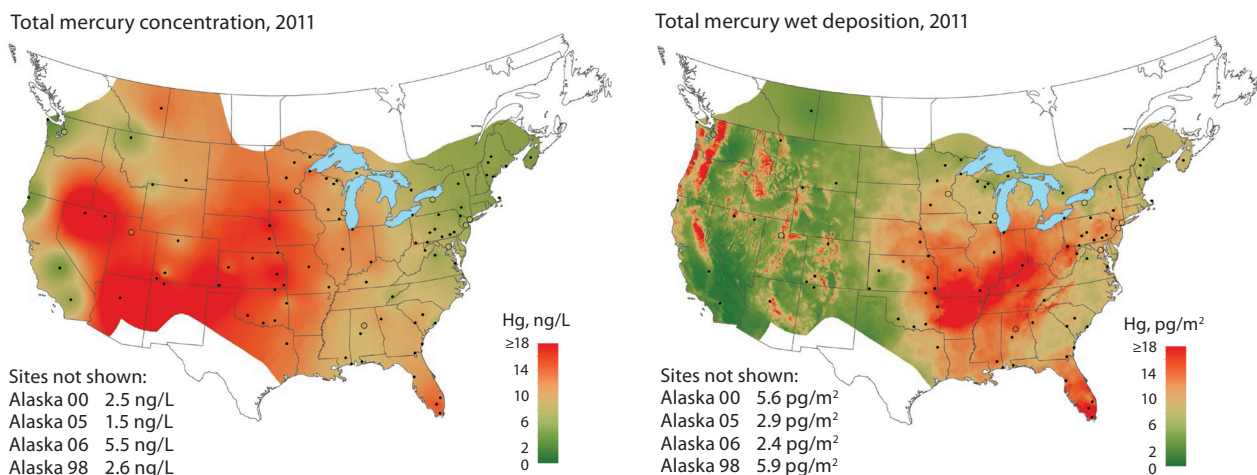 Total mercury concentration, 2011
Hg, ng/L
≥18
14
10
6
2
0
Sites not shown:
Alaska 00 2.5 ng/L
Alaska 05 1.5 ng/L
Alaska 06 5.5 ng/L
Alaska 98 2.6 ng/L
Total mercury wet deposition, 2011
Hg, pg/m²
≥18
14
10
6
2
0
Sites not shown:
Alaska 00 5.6 pg/m²
Alaska 05 2.9 pg/m²
Alaska 06 2.4 pg/m²
Alaska 98 5.9 pg/m²